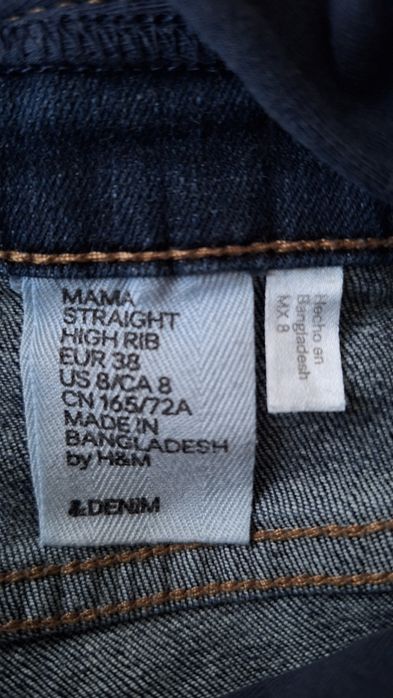 MAMA
STRAIGHT
HIGH RIB
EUR 38
US 8/CA 8
CN 165/72A
MADE IN
BANGLADESH
by H&M
&DENIM
Hecho en
Bangladesh
MX 8